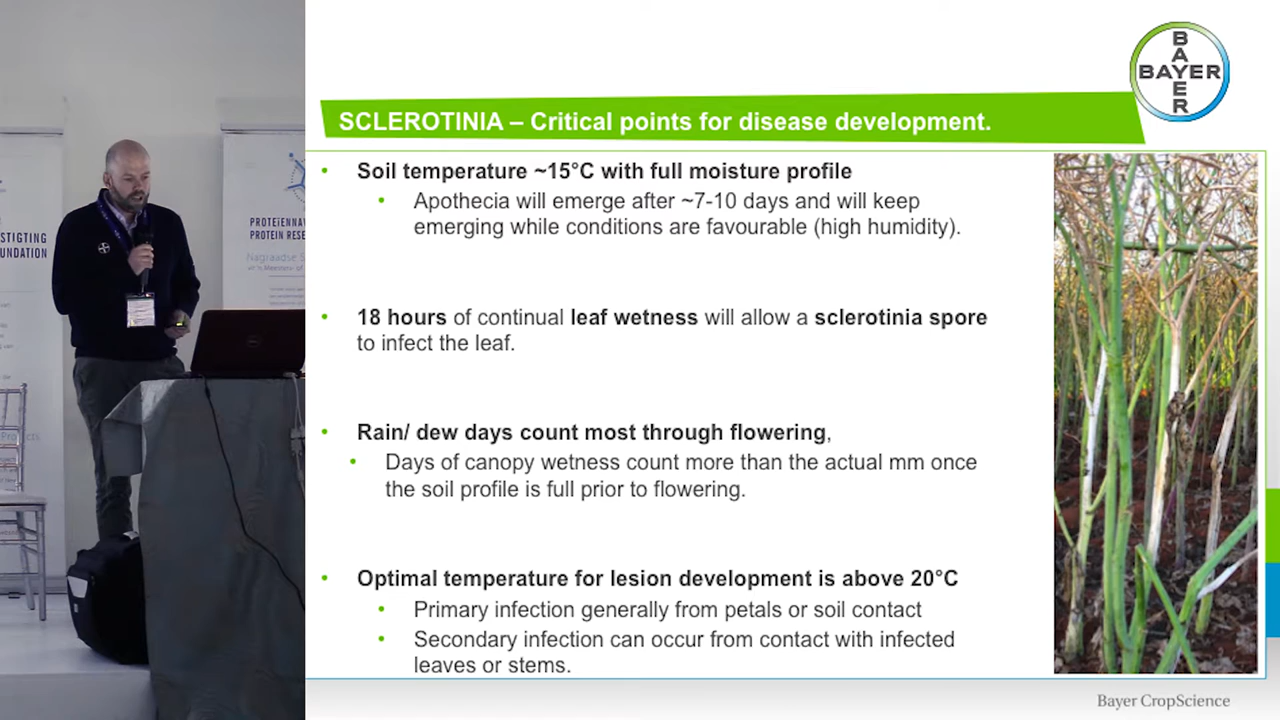 BAYER
BAYER
SCLEROTINIA – Critical points for disease development.
• Soil temperature ~15°C with full moisture profile
• Apothecia will emerge after ~7-10 days and will keep
emerging while conditions are favourable (high humidity).
• 18 hours of continual leaf wetness will allow a sclerotinia spore
to infect the leaf.
• Rain/ dew days count most through flowering,
• Days of canopy wetness count more than the actual mm once
the soil profile is full prior to flowering.
• Optimal temperature for lesion development is above 20°C
• Primary infection generally from petals or soil contact
• Secondary infection can occur from contact with infected
leaves or stems.
Bayer CropScience
STIGTING
UNDATION
PROTEïENNAV
PROTEIN RESE
Nagraadse S